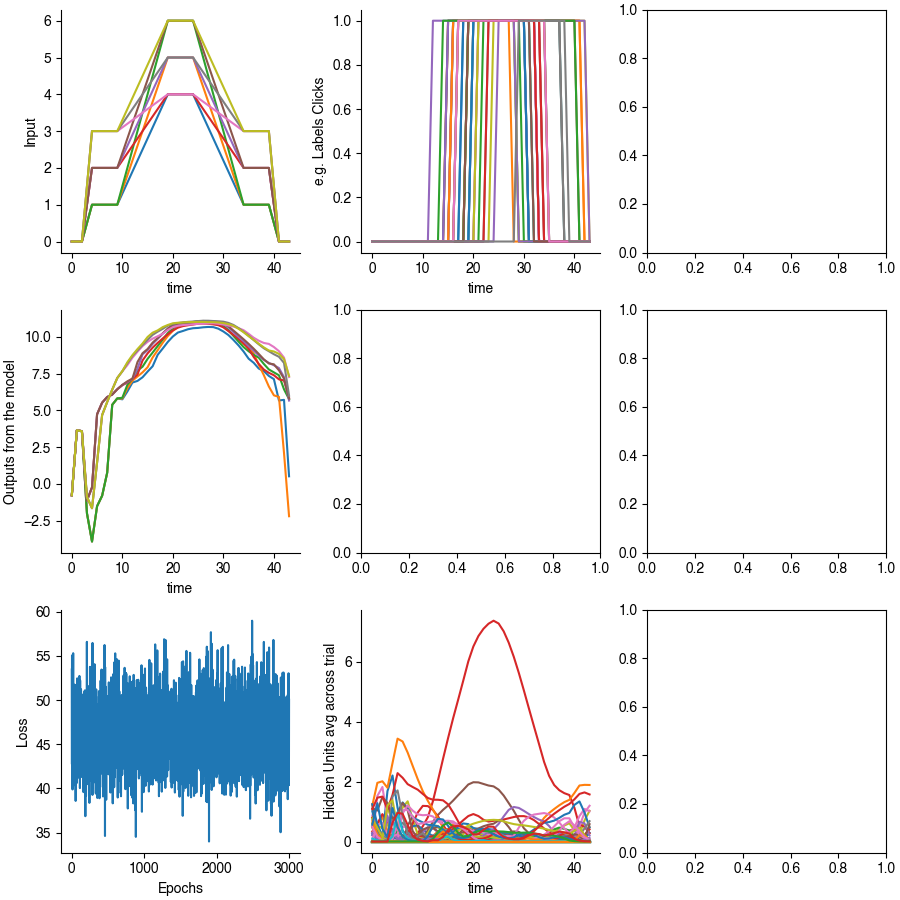 6
5
4
3
2
1
0
Input
0 10 20 30 40
time
1.0
0.8
0.6
0.4
0.2
0.0
e.g. Labels Clicks
0 10 20 30 40
time
1.0
0.8
0.6
0.4
0.2
0.0
0.0 0.2 0.4 0.6 0.8 1.0
10.0
7.5
5.0
2.5
0.0
−2.5
Outputs from the model
0 10 20 30 40
time
1.0
0.8
0.6
0.4
0.2
0.0
0.0 0.2 0.4 0.6 0.8 1.0
1.0
0.8
0.6
0.4
0.2
0.0
0.0 0.2 0.4 0.6 0.8 1.0
60
55
50
45
40
35
Loss
0 1000 2000 3000
Epochs
6
4
2
0
Hidden Units avg across trial
0 10 20 30 40
time
1.0
0.8
0.6
0.4
0.2
0.0
0.0 0.2 0.4 0.6 0.8 1.0